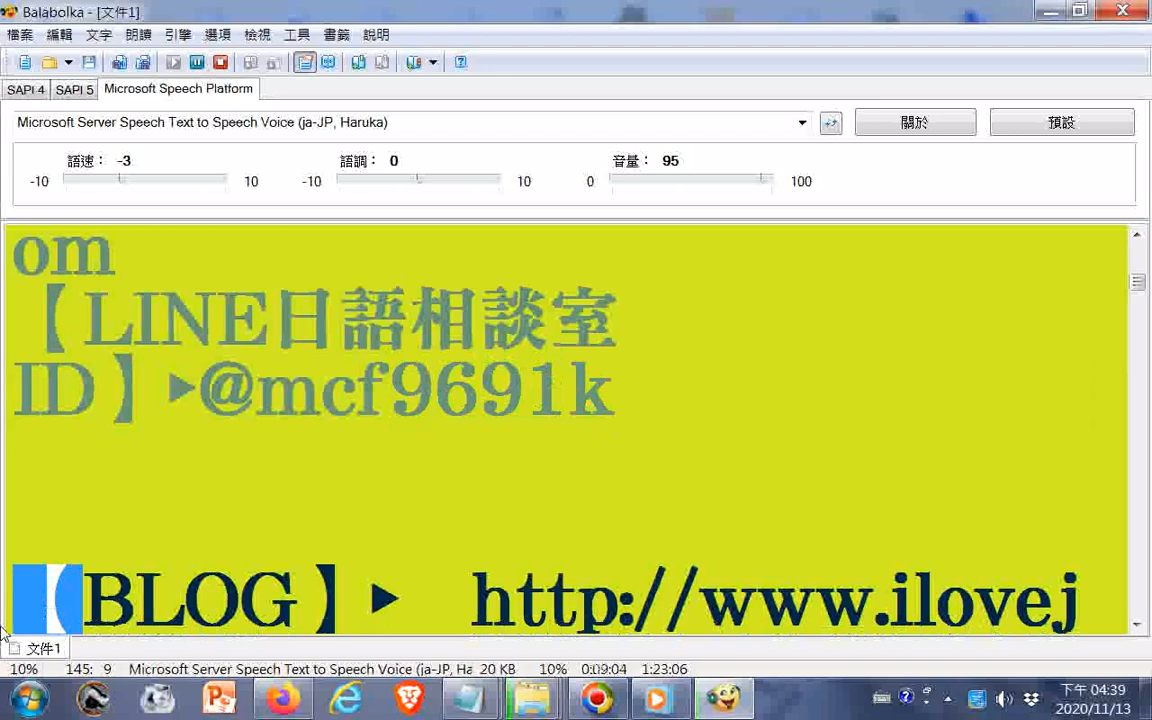 Balabolka - [文件1]
檔案 編輯 文字 朗讀 引擎 選項 檢視 工具 書籤 說明
SAPI 4 SAPI 5 Microsoft Speech Platform
Microsoft Server Speech Text to Speech Voice (ja-JP, Haruka) 關於 預設
語速： -3 語調： 0 音量： 95
-10 10 -10 10 0 100
om
【LINE日語相談室
ID】▶@mcf9691k
【BLOG】▶ http://www.ilovej
文件1
10% 145: 9 Microsoft Server Speech Text to Speech Voice (ja-JP, Ha 20 KB 10% 0:09:04 1:23:06
下午 04:39
2020/11/13